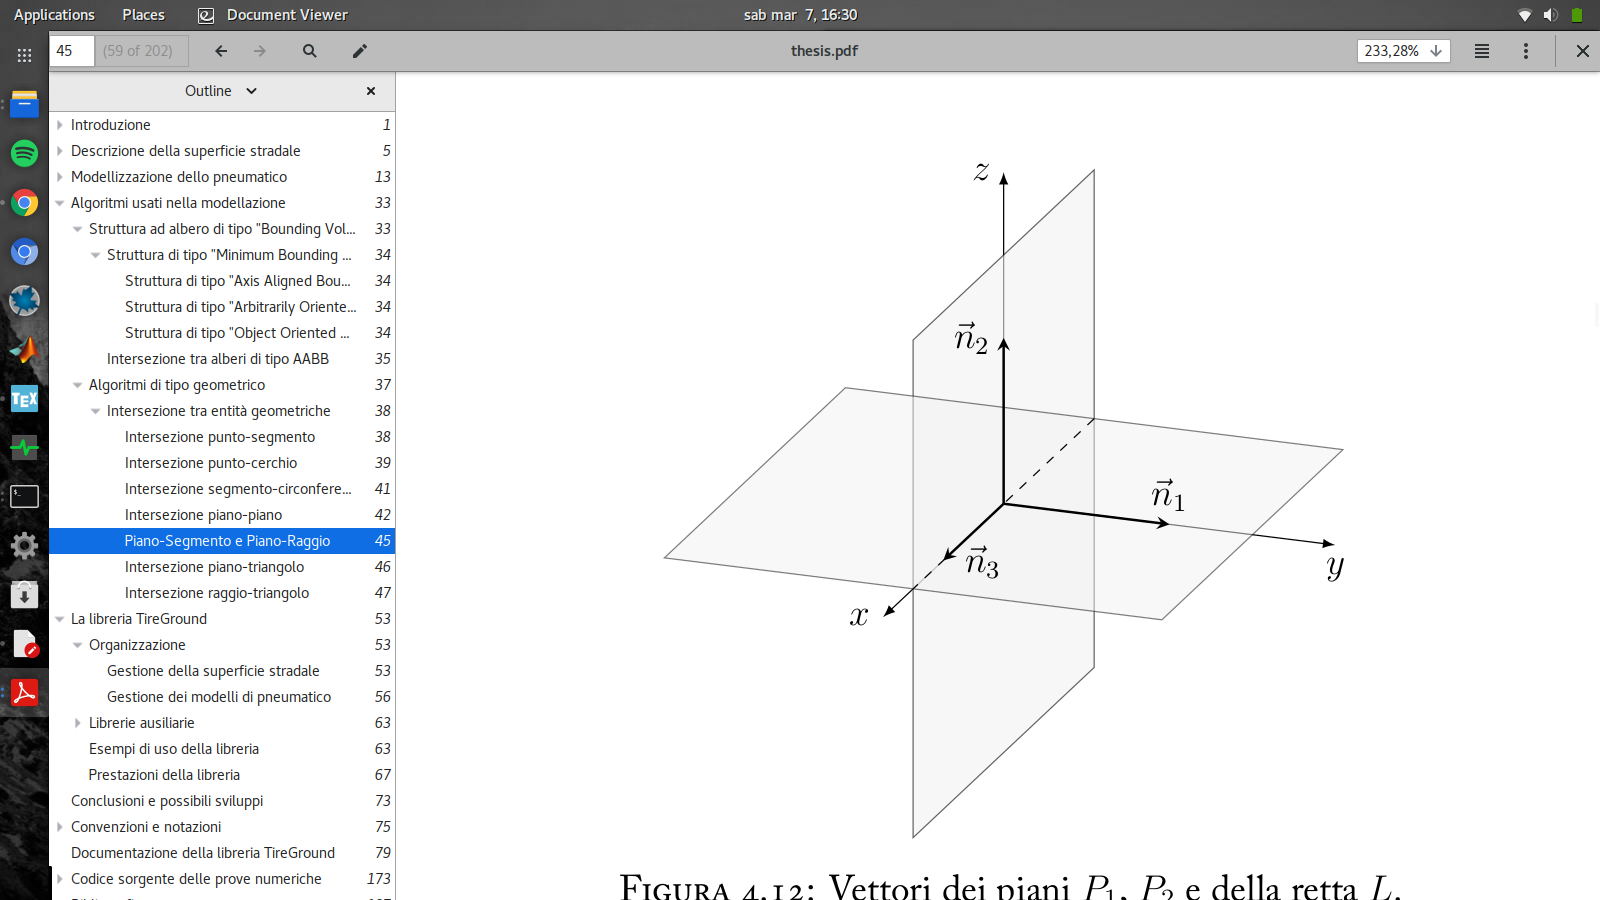 Applications Places Document Viewer sab mar 7, 16:30
45 (59 of 202) thesis.pdf 233,28%
Outline
Introduzione 1
Descrizione della superficie stradale 5
Modellizzazione dello pneumatico 13
Algoritmi usati nella modellazione 33
Struttura ad albero di tipo "Bounding Vol... 33
Struttura di tipo "Minimum Bounding ... 34
Struttura di tipo "Axis Aligned Bou... 34
Struttura di tipo "Arbitrarily Oriente... 34
Struttura di tipo "Object Oriented ... 34
Intersezione tra alberi di tipo AABB 35
Algoritmi di tipo geometrico 37
Intersezione tra entità geometriche 38
Intersezione punto-segmento 38
Intersezione punto-cerchio 39
Intersezione segmento-circonfere... 41
Intersezione piano-piano 42
Piano-Segmento e Piano-Raggio 45
Intersezione piano-triangolo 46
Intersezione raggio-triangolo 47
La libreria TireGround 53
Organizzazione 53
Gestione della superficie stradale 53
Gestione dei modelli di pneumatico 56
Librerie ausiliarie 63
Esempi di uso della libreria 63
Prestazioni della libreria 67
Conclusioni e possibili sviluppi 73
Convenzioni e notazioni 75
Documentazione della libreria TireGround 79
Codice sorgente delle prove numeriche 173
z
n⃗2
n⃗1
n⃗3
y
x
Figura 4.12: Vettori dei piani P1, P2 e della retta L.